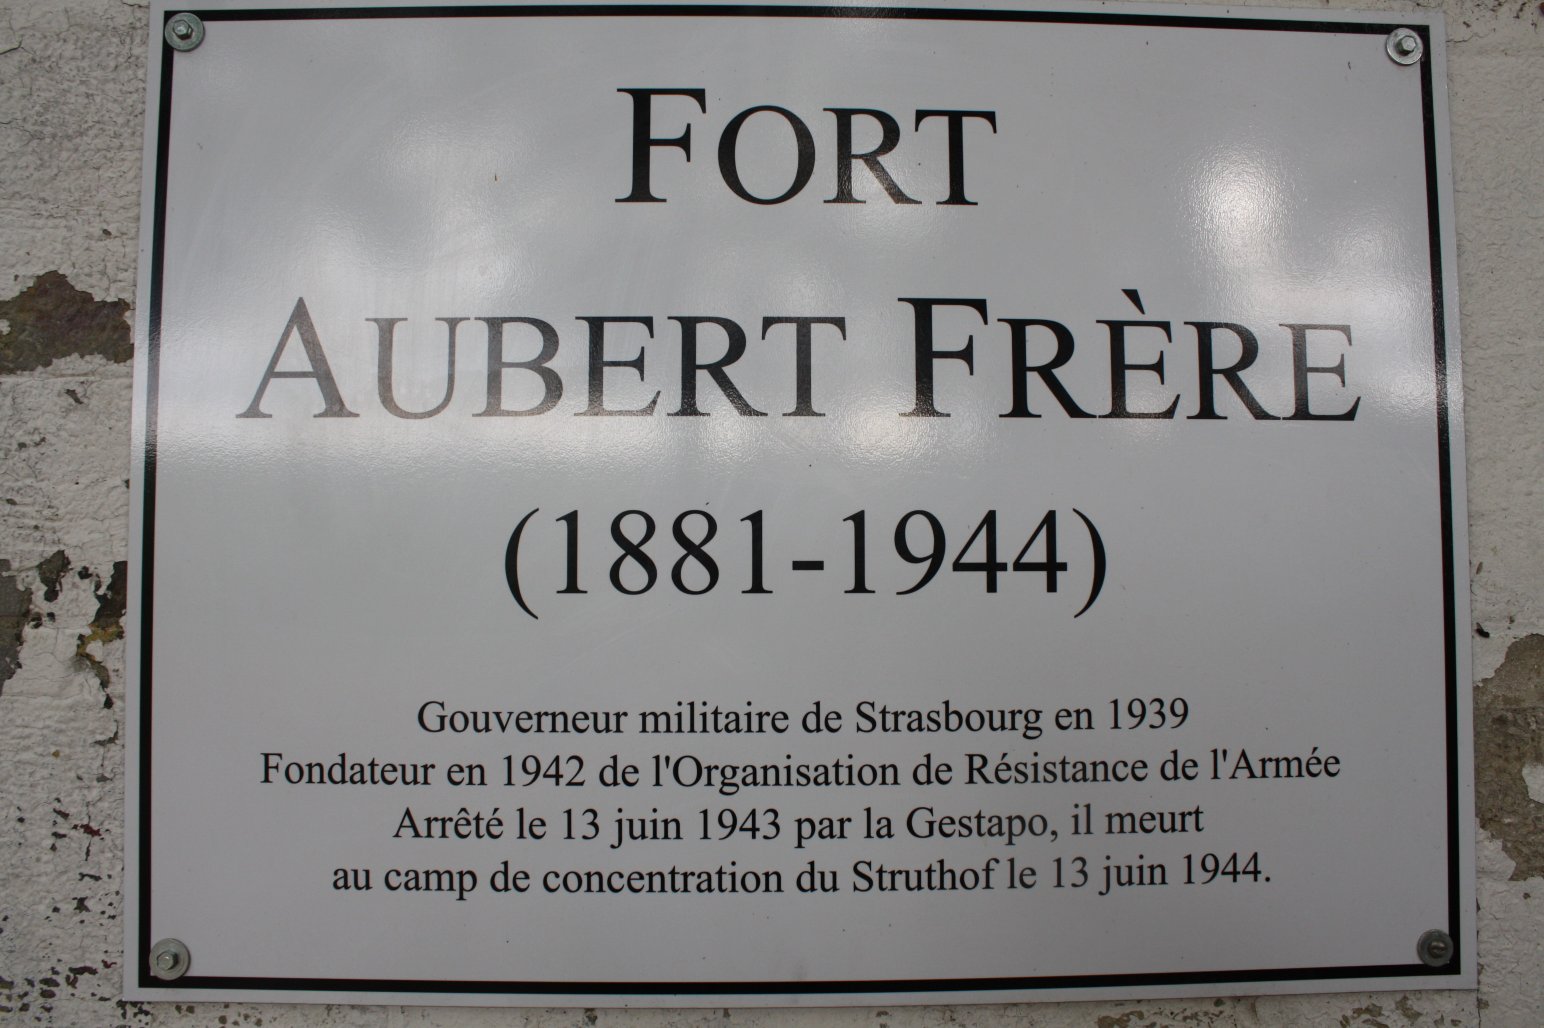 FORT
AUBERT FRÈRE
(1881-1944)
Gouverneur militaire de Strasbourg en 1939
Fondateur en 1942 de l'Organisation de Résistance de l'Armée
Arrêté le 13 juin 1943 par la Gestapo, il meurt
au camp de concentration du Struthof le 13 juin 1944.